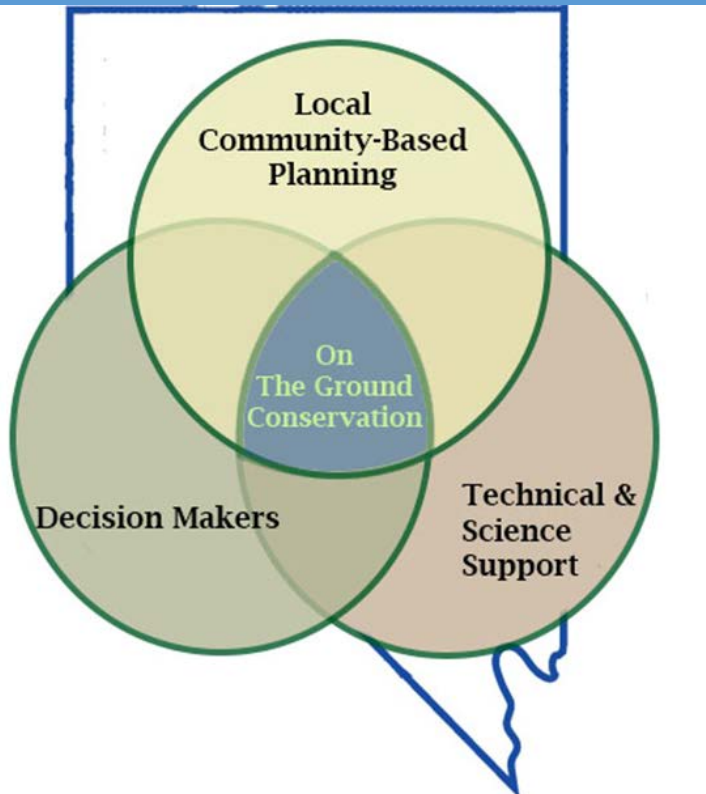 Local
Community-Based
Planning
On
The Ground
Conservation
Decision Makers
Technical &
Science
Support